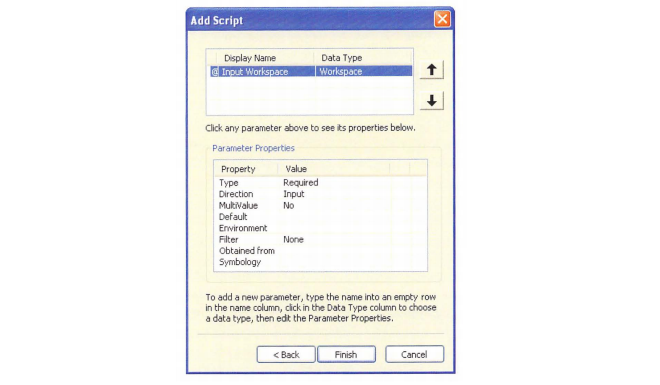 Add Script
Display Name Data Type
Input Workspace Workspace
Click any parameter above to see its properties below.
Parameter Properties
Property Value
Type Required
Direction Input
MultiValue No
Default
Environment
Filter None
Obtained from
Symbology
To add a new parameter, type the name into an empty row
in the name column, click in the Data Type column to choose
a data type, then edit the Parameter Properties.
< Back Finish Cancel